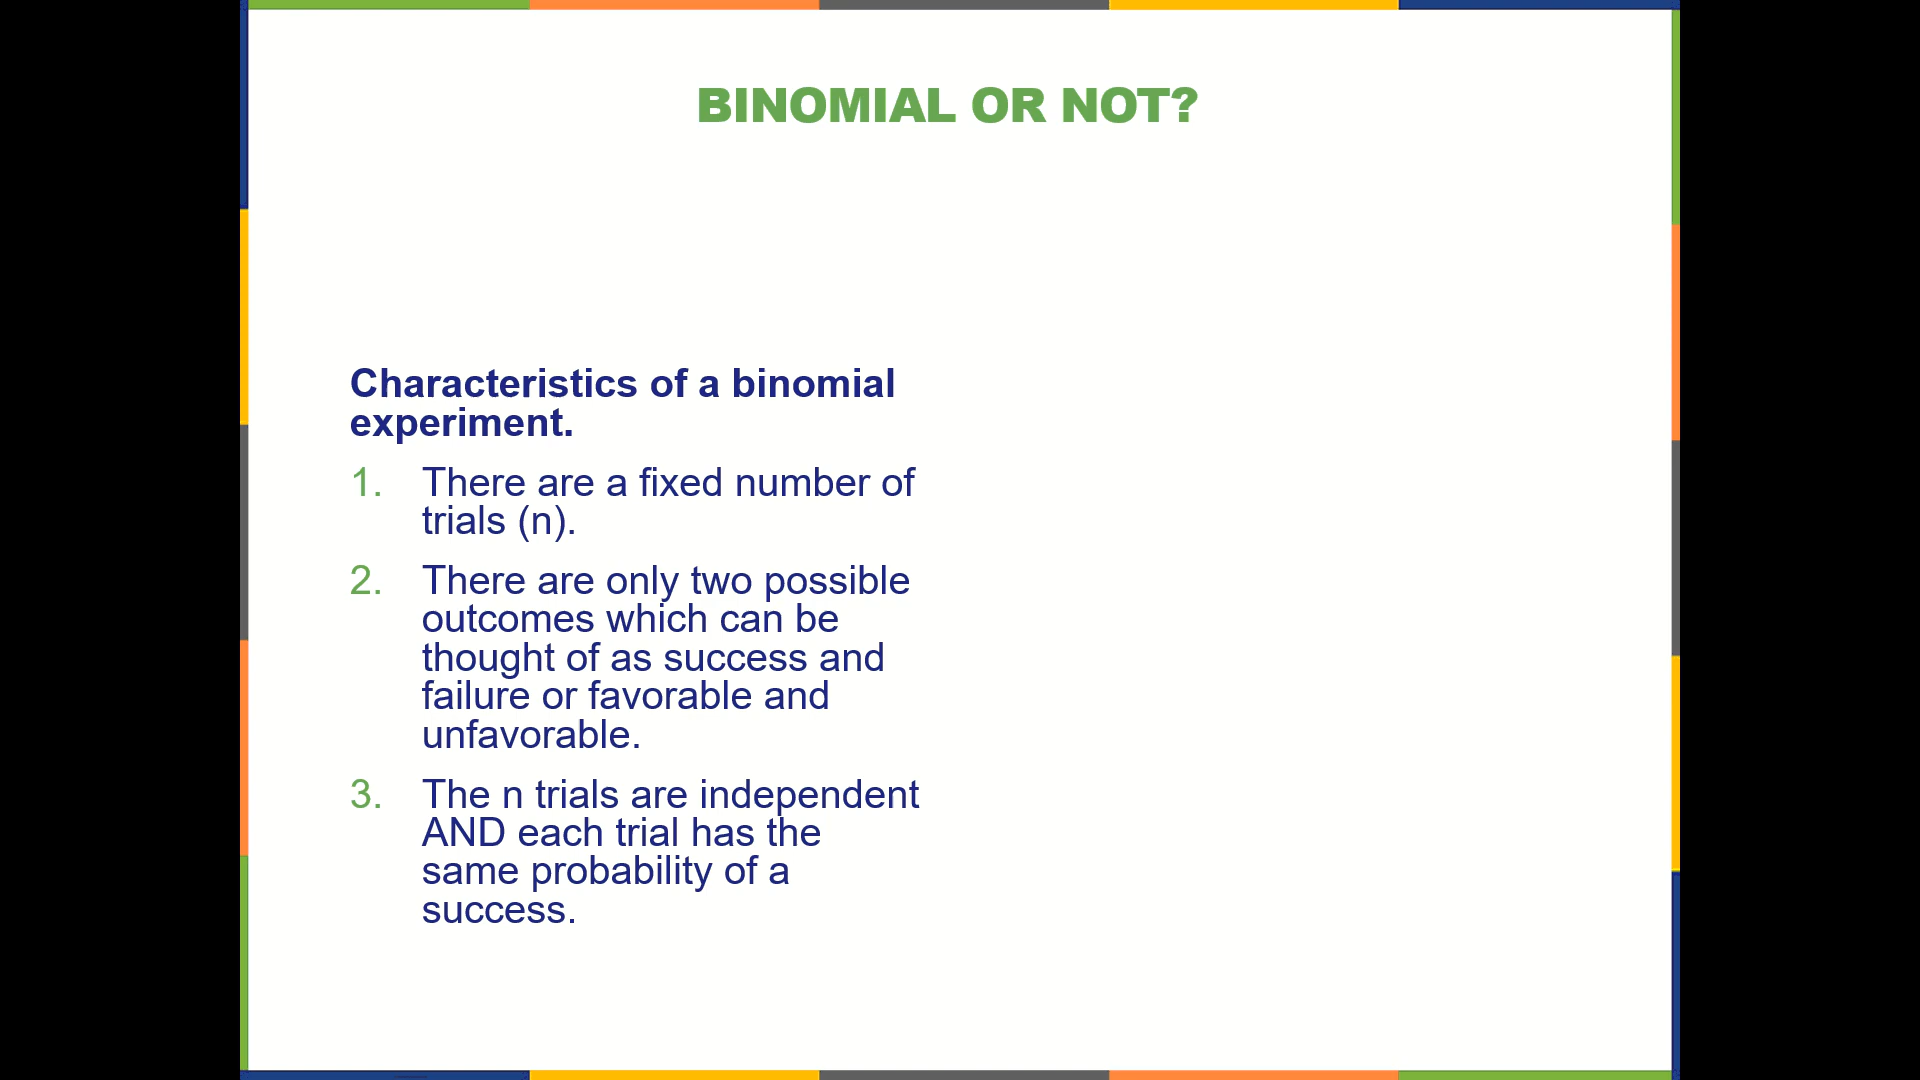 BINOMIAL OR NOT?
Characteristics of a binomial
experiment.
1. There are a fixed number of
trials (n).
2. There are only two possible
outcomes which can be
thought of as success and
failure or favorable and
unfavorable.
3. The n trials are independent
AND each trial has the
same probability of a
success.